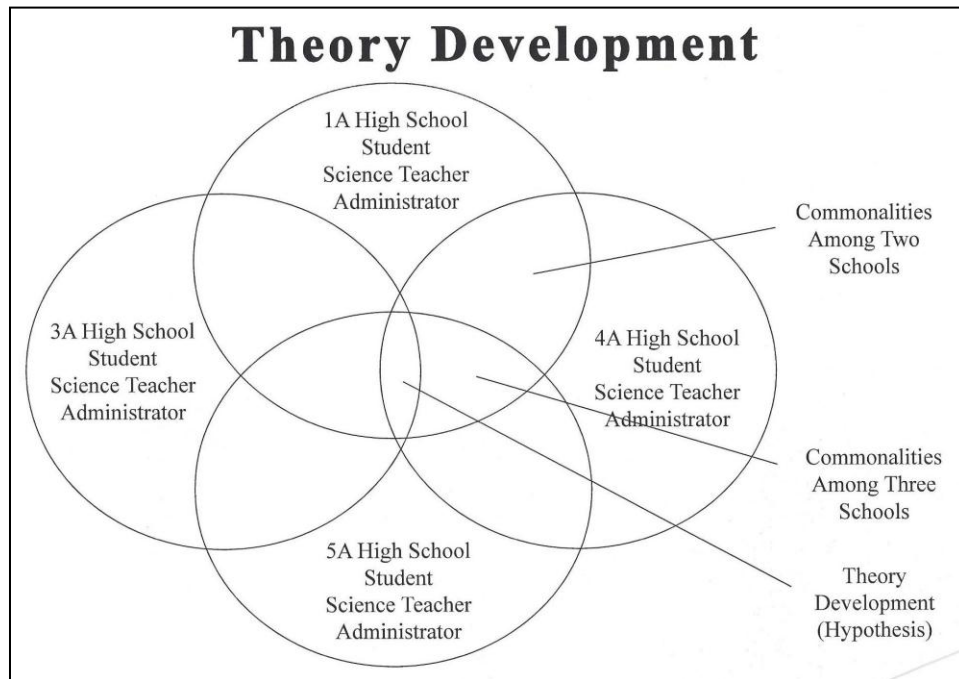 Theory Development
1A High School
Student
Science Teacher
Administrator
Commonalities
Among Two
Schools
3A High School
Student
Science Teacher
Administrator
4A High School
Student
Science Teacher
Administrator
Commonalities
Among Three
Schools
5A High School
Student
Science Teacher
Administrator
Theory
Development
(Hypothesis)